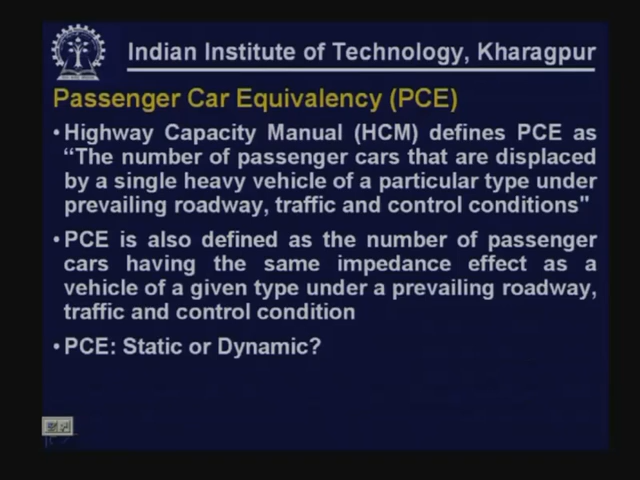 Indian Institute of Technology, Kharagpur
Passenger Car Equivalency (PCE)
• Highway Capacity Manual (HCM) defines PCE as
“The number of passenger cars that are displaced
by a single heavy vehicle of a particular type under
prevailing roadway, traffic and control conditions"
• PCE is also defined as the number of passenger
cars having the same impedance effect as a
vehicle of a given type under a prevailing roadway,
traffic and control condition
• PCE: Static or Dynamic?